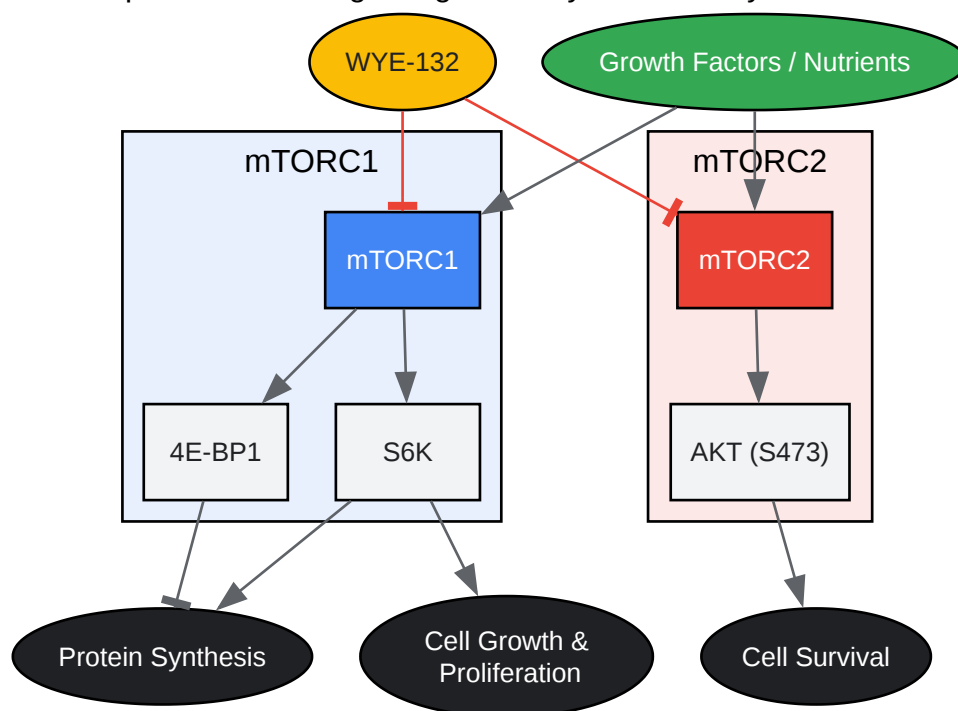 WYE-132
Growth Factors / Nutrients
mTORC1
mTORC2
mTORC1
mTORC2
4E-BP1
S6K
AKT (S473)
Protein Synthesis
Cell Growth &
Proliferation
Cell Survival